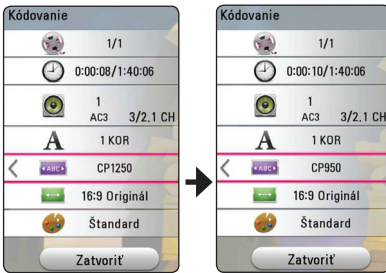 Kódovanie
1/1
0:00:08/1:40:06
1
AC3 3/2.1 CH
A 1 KOR
ABC CP1250
16:9 Originál
Štandard
Zatvoriť
Kódovanie
1/1
0:00:10/1:40:06
1
AC3 3/2.1 CH
A 1 KOR
ABC CP950
16:9 Originál
Štandard
Zatvoriť